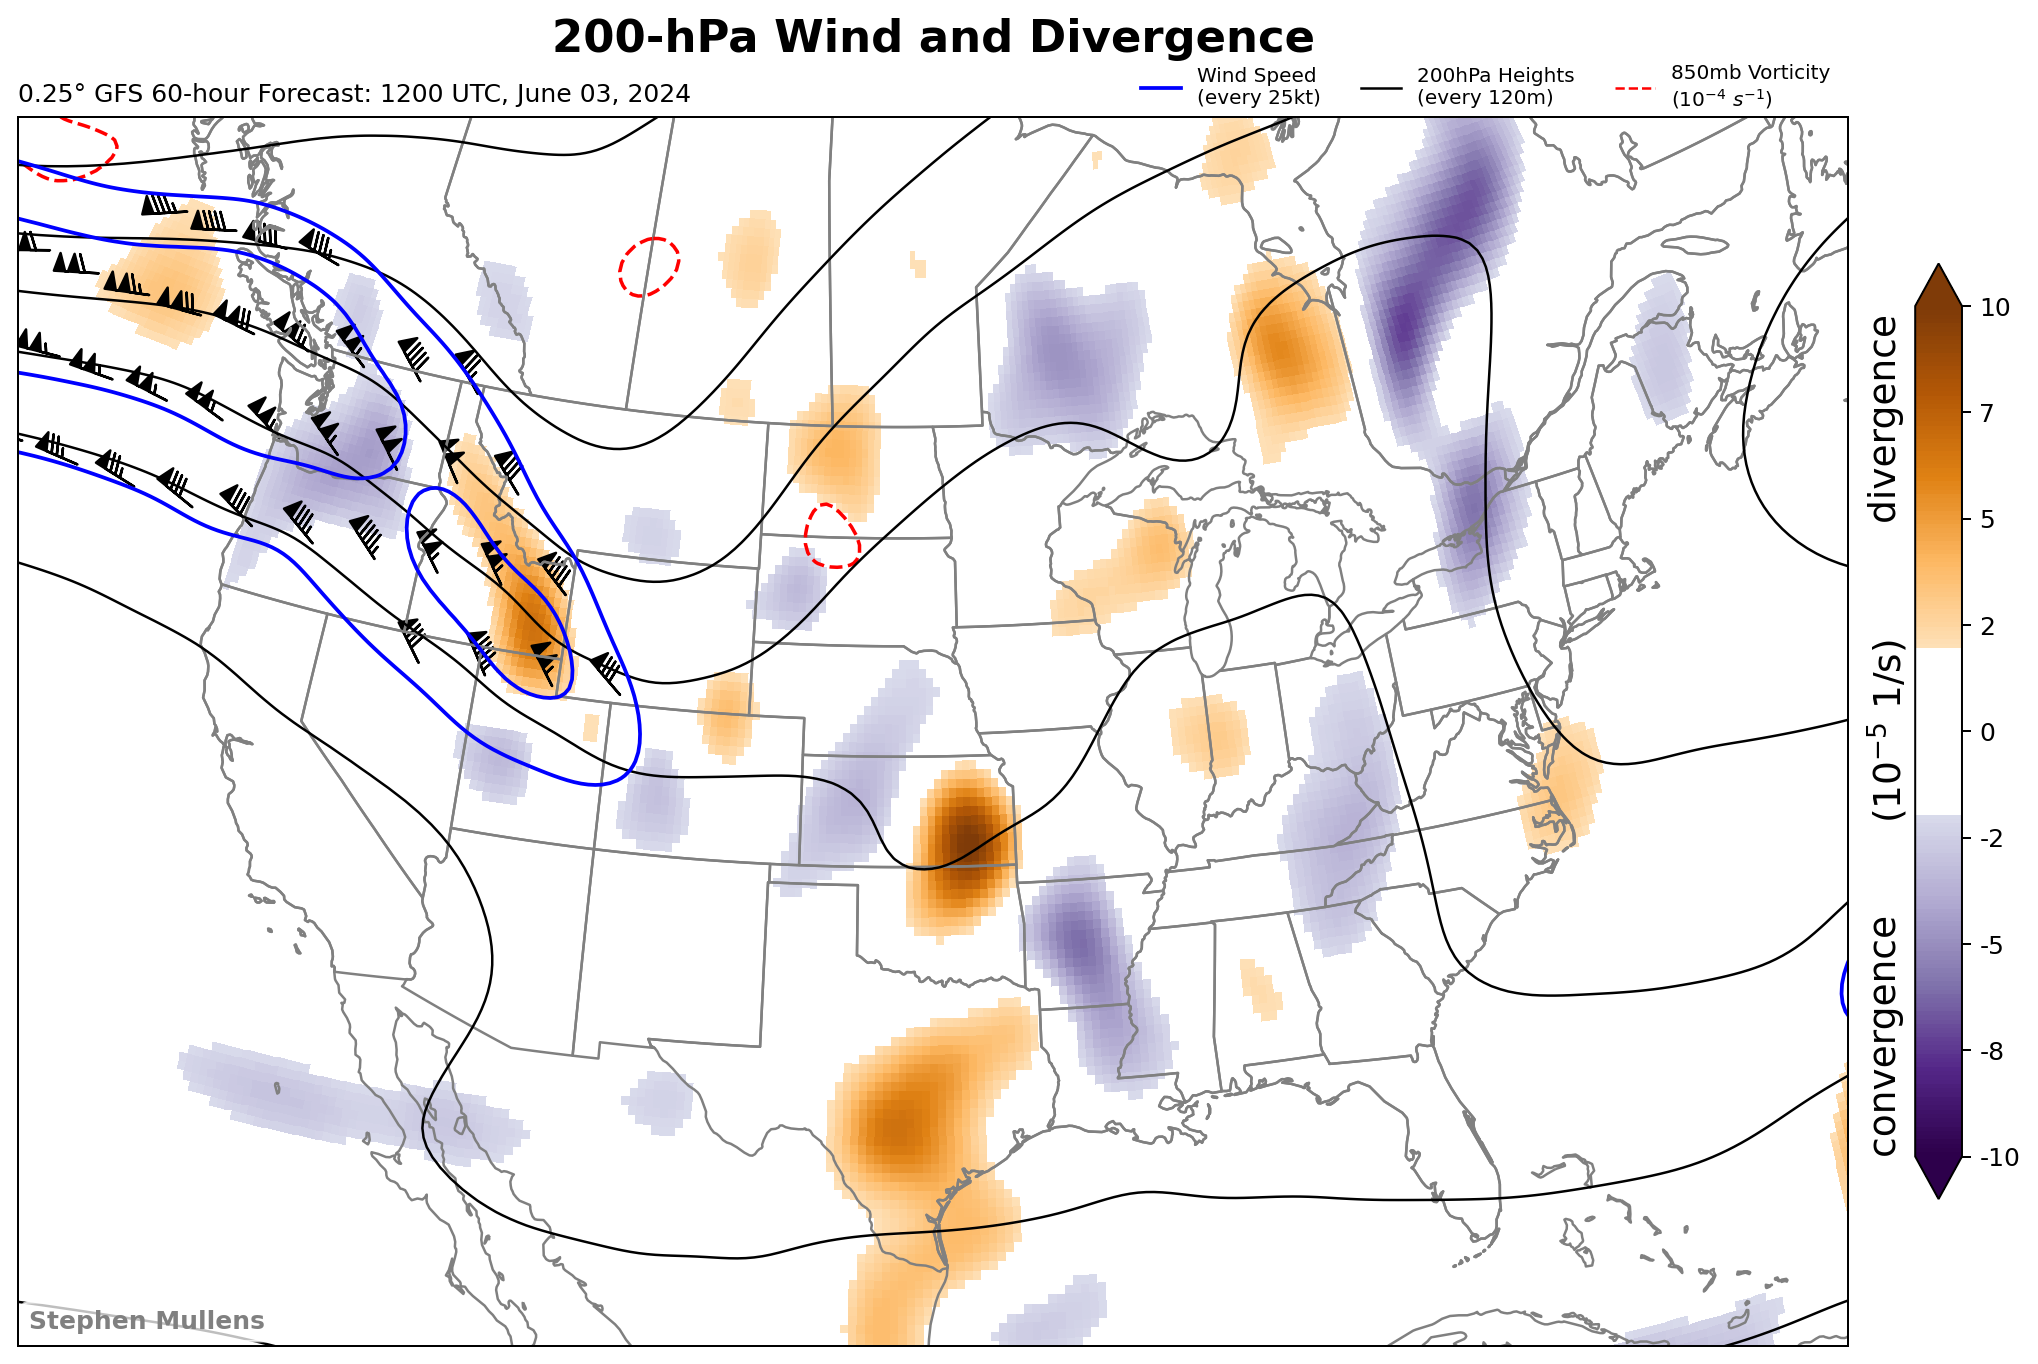 200-hPa Wind and Divergence
0.25° GFS 60-hour Forecast: 1200 UTC, June 03, 2024
Wind Speed
(every 25kt)
200hPa Heights
(every 120m)
850mb Vorticity
(10⁻⁴ s⁻¹)
10
7
5
2
0
-2
-5
-8
-10
convergence (10⁻⁵ 1/s) divergence
Stephen Mullens